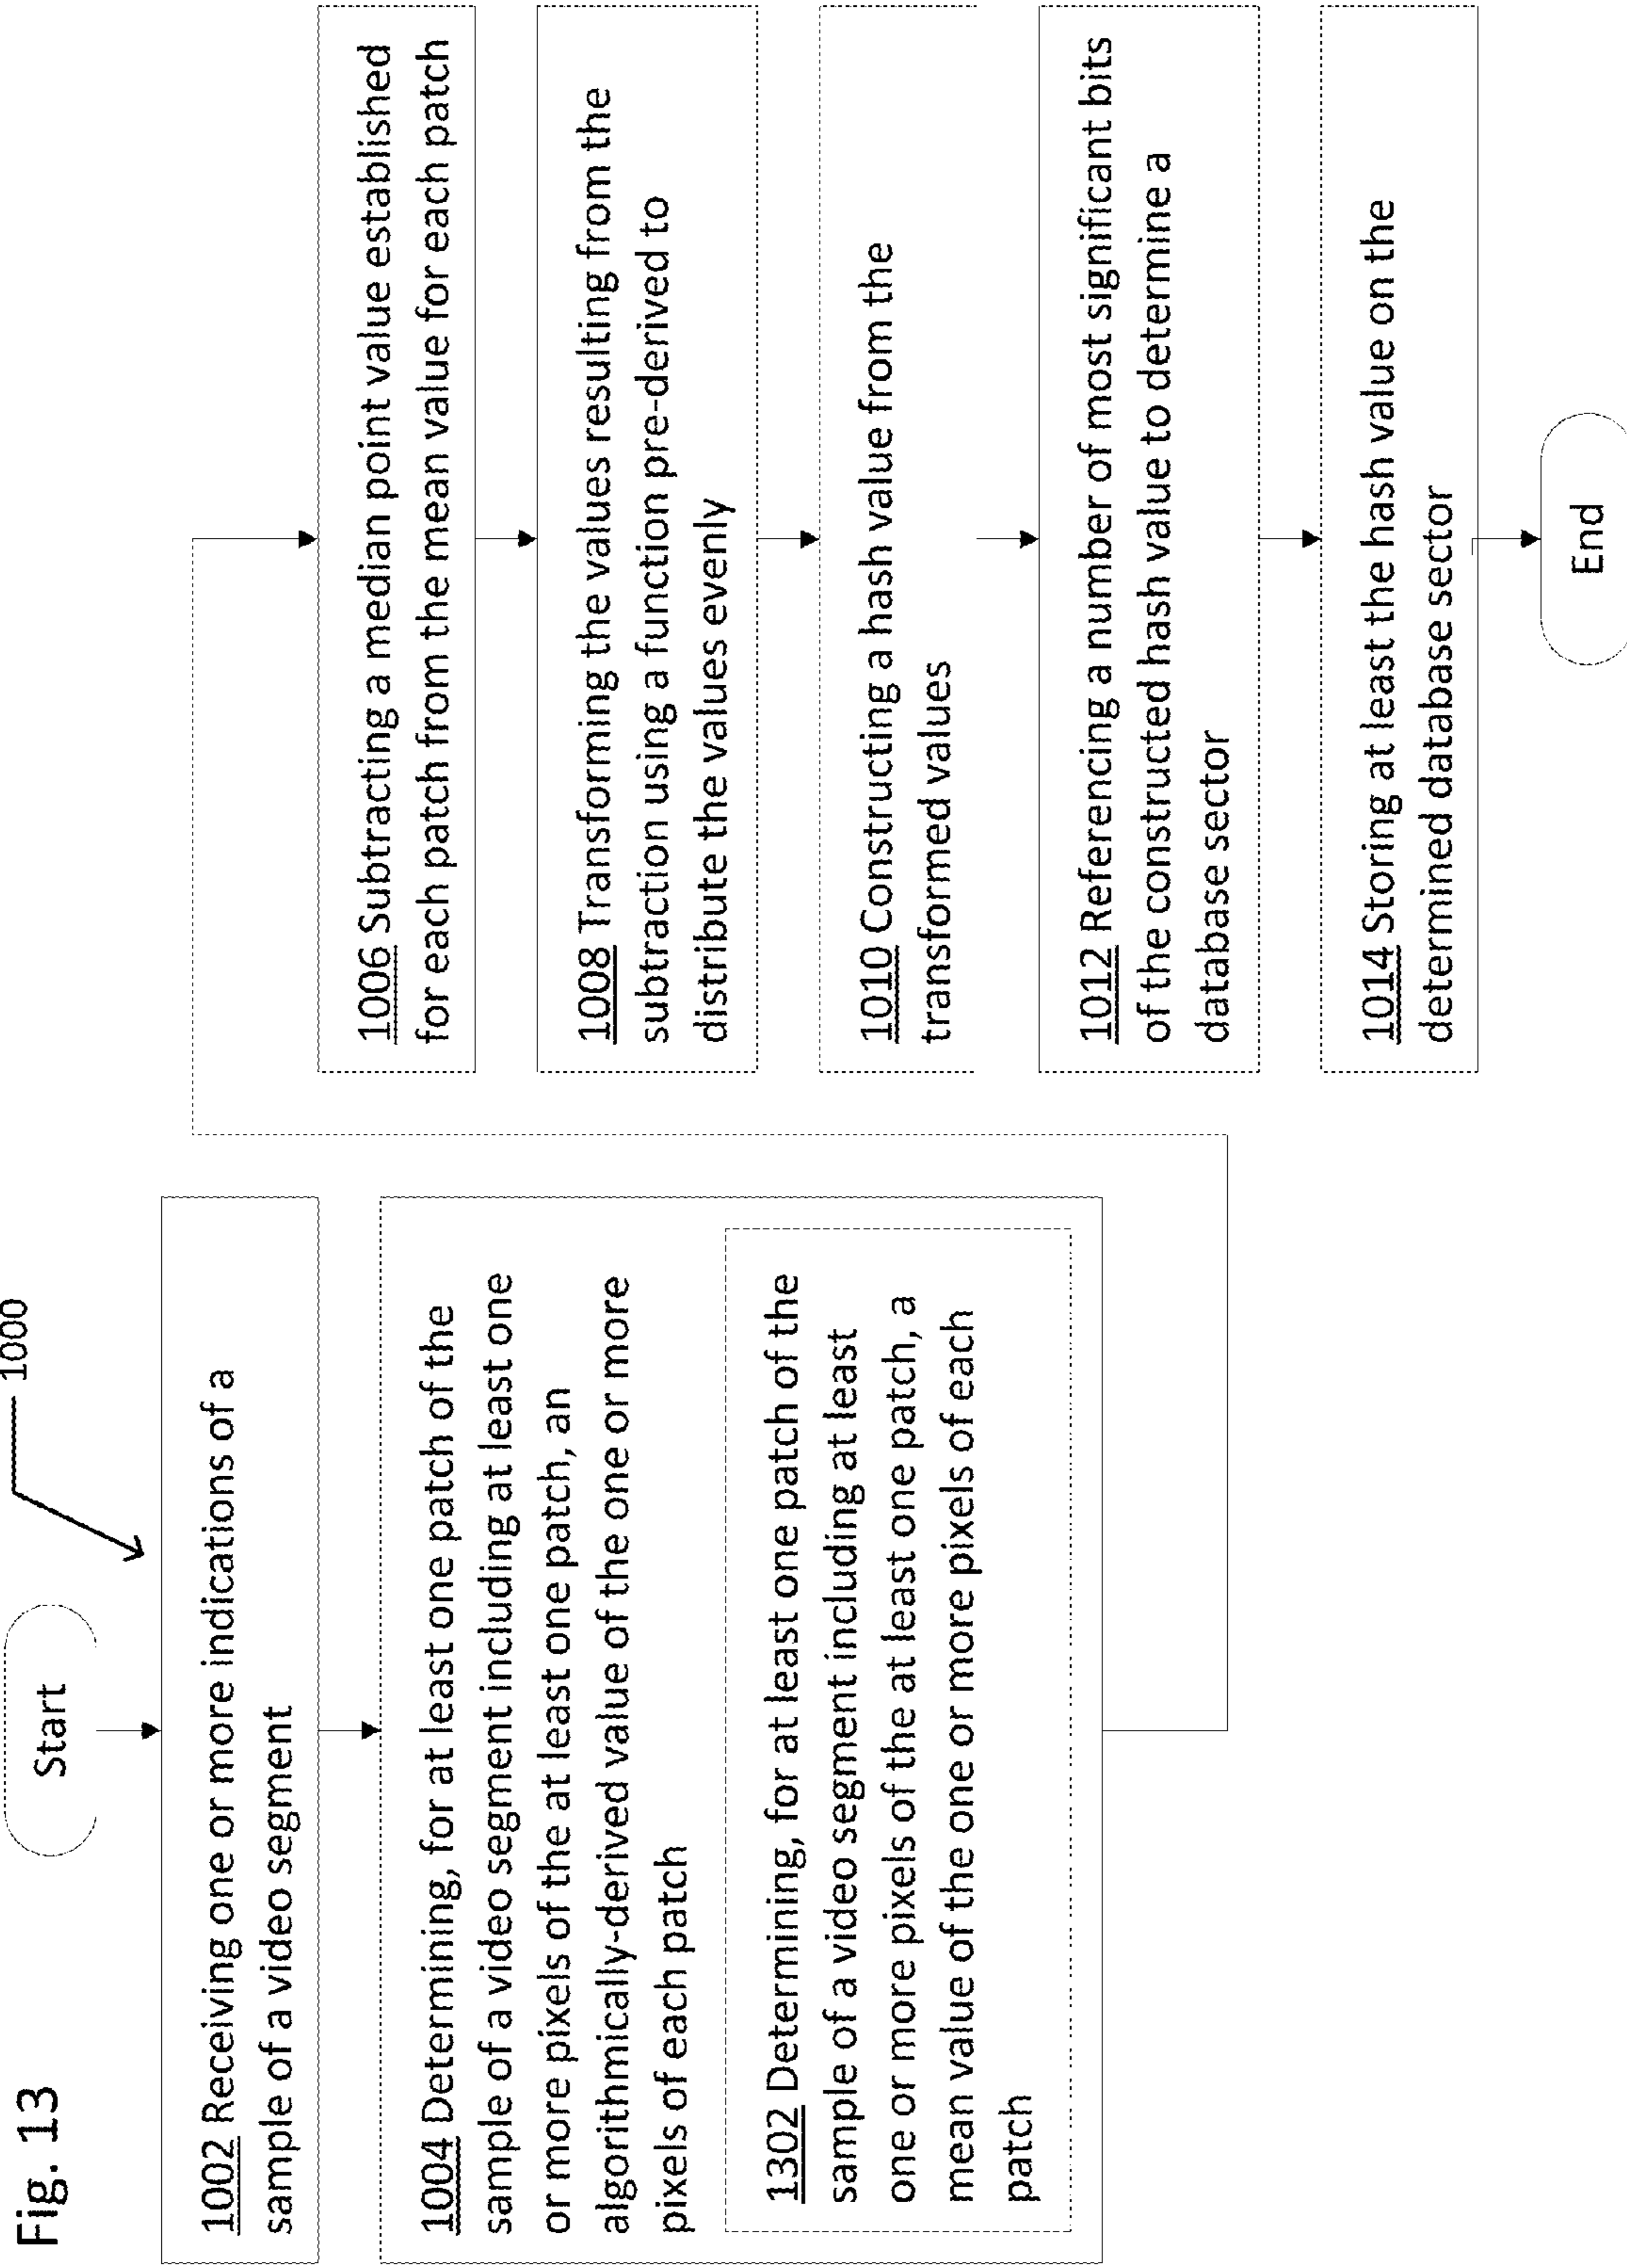 Fig. 13
1000
Start
1002 Receiving one or more indications of a
sample of a video segment
1004 Determining, for at least one patch of the
sample of a video segment including at least one
or more pixels of the at least one patch, an
algorithmically-derived value of the one or more
pixels of each patch
1302 Determining, for at least one patch of the
sample of a video segment including at least
one or more pixels of the at least one patch, a
mean value of the one or more pixels of each
patch
1006 Subtracting a median point value established
for each patch from the mean value for each patch
1008 Transforming the values resulting from the
subtraction using a function pre-derived to
distribute the values evenly
1010 Constructing a hash value from the
transformed values
1012 Referencing a number of most significant bits
of the constructed hash value to determine a
database sector
1014 Storing at least the hash value on the
determined database sector
End